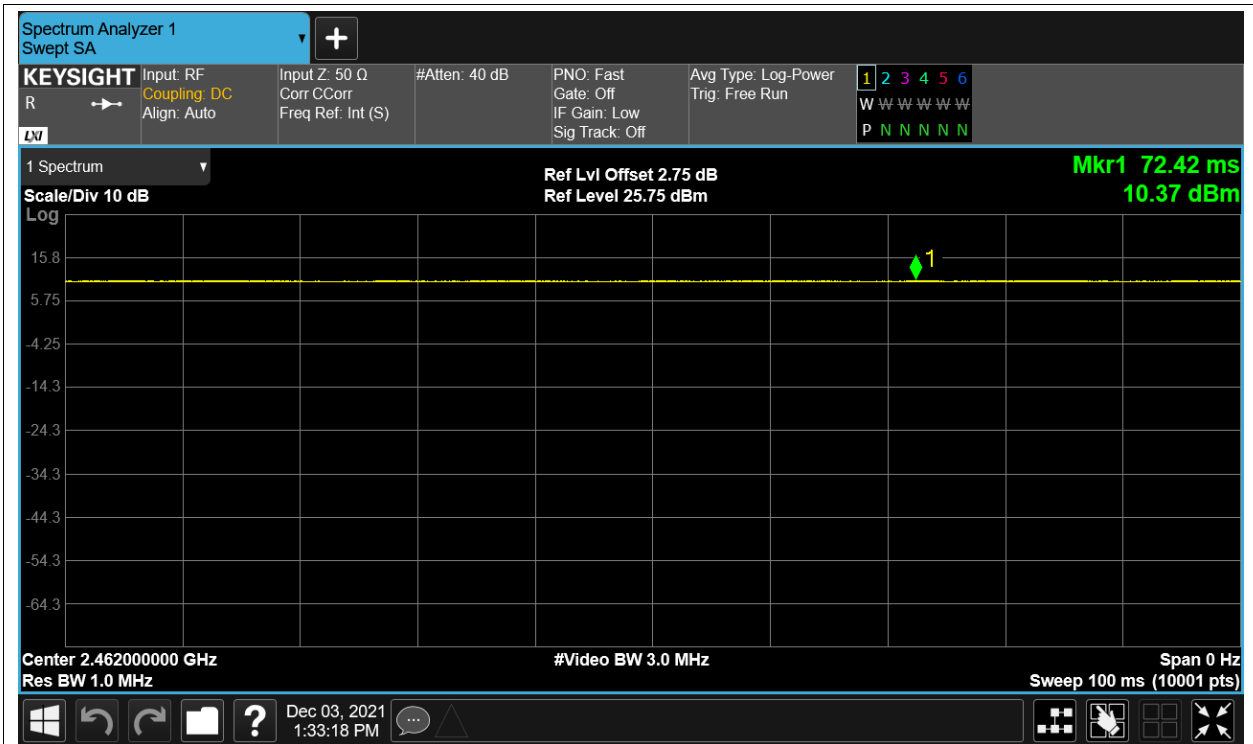 Spectrum Analyzer 1
Swept SA
KEYSIGHT
R
LXI
Input: RF
Coupling: DC
Align: Auto
Input Z: 50 Ω
Corr CCorr
Freq Ref: Int (S)
#Atten: 40 dB
PNO: Fast
Gate: Off
IF Gain: Low
Sig Track: Off
Avg Type: Log-Power
Trig: Free Run
1 2 3 4 5 6
W W W W W W
P N N N N N
1 Spectrum
Scale/Div 10 dB
Log
Ref Lvl Offset 2.75 dB
Ref Level 25.75 dBm
Mkr1 72.42 ms
10.37 dBm
1
15.8
5.75
-4.25
-14.3
-24.3
-34.3
-44.3
-54.3
-64.3
Center 2.462000000 GHz
#Video BW 3.0 MHz
Span 0 Hz
Res BW 1.0 MHz
Sweep 100 ms (10001 pts)
?
Dec 03, 2021
1:33:18 PM